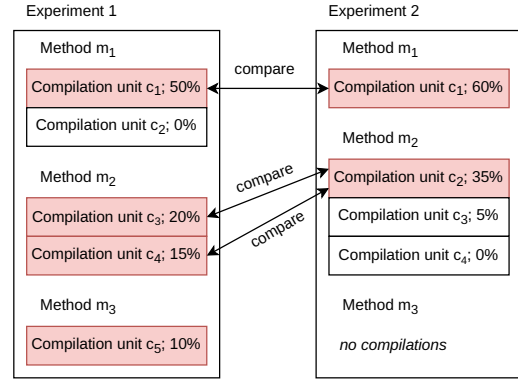 Experiment 1
Method m₁
Compilation unit c₁; 50%
Compilation unit c₂; 0%
Method m₂
Compilation unit c₃; 20%
Compilation unit c₄; 15%
Method m₃
Compilation unit c₅; 10%
compare
compare
compare
Experiment 2
Method m₁
Compilation unit c₁; 60%
Method m₂
Compilation unit c₂; 35%
Compilation unit c₃; 5%
Compilation unit c₄; 0%
Method m₃
no compilations